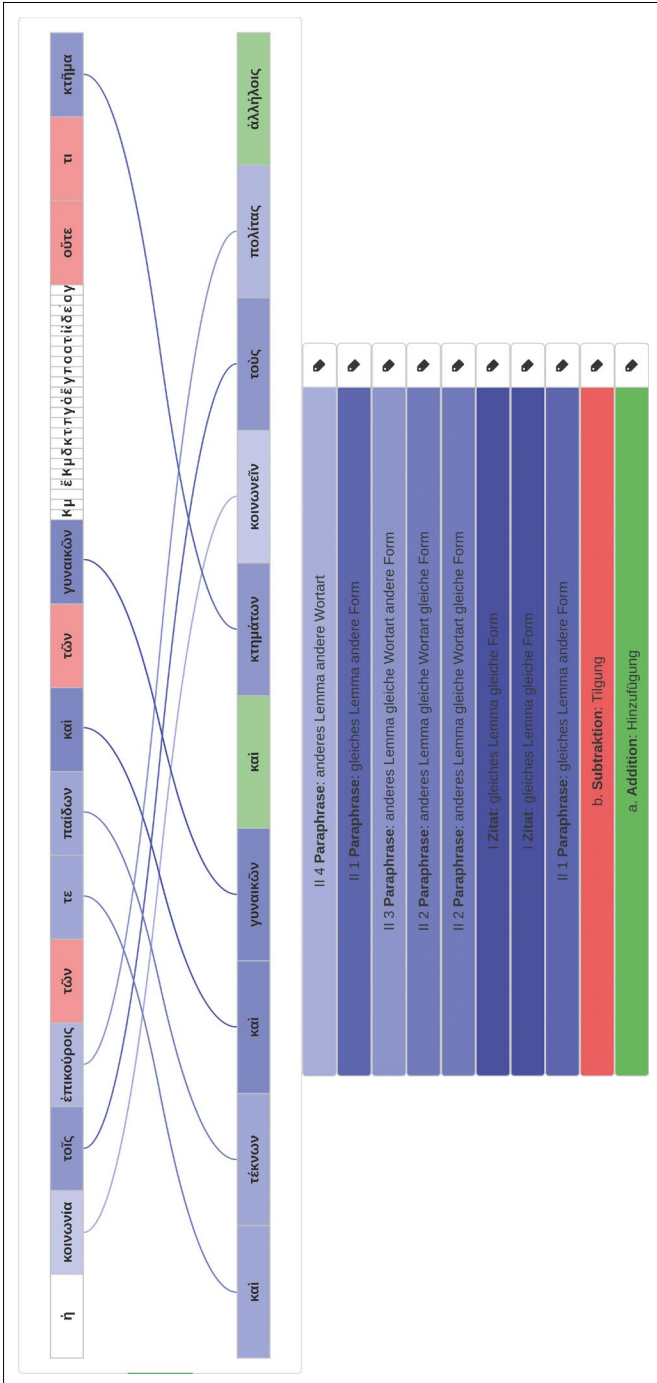 ἡ κοινωνία τοῖς ἐπικούροις τῶν τε παίδων καὶ τῶν γυναικῶν οὔτε τι κτῆμα
καὶ τέκνων καὶ γυναικῶν καὶ κτημάτων κοινωνεῖν τοὺς πολίτας ἀλλήλοις
II 4 Paraphrase: anderes Lemma andere Wortart
II 1 Paraphrase: gleiches Lemma andere Form
II 3 Paraphrase: anderes Lemma gleiche Wortart andere Form
II 2 Paraphrase: anderes Lemma gleiche Wortart gleiche Form
II 2 Paraphrase: anderes Lemma gleiche Wortart gleiche Form
I Zitat: gleiches Lemma gleiche Form
I Zitat: gleiches Lemma gleiche Form
II 1 Paraphrase: gleiches Lemma andere Form
b. Subtraktion: Tilgung
a. Addition: Hinzufügung